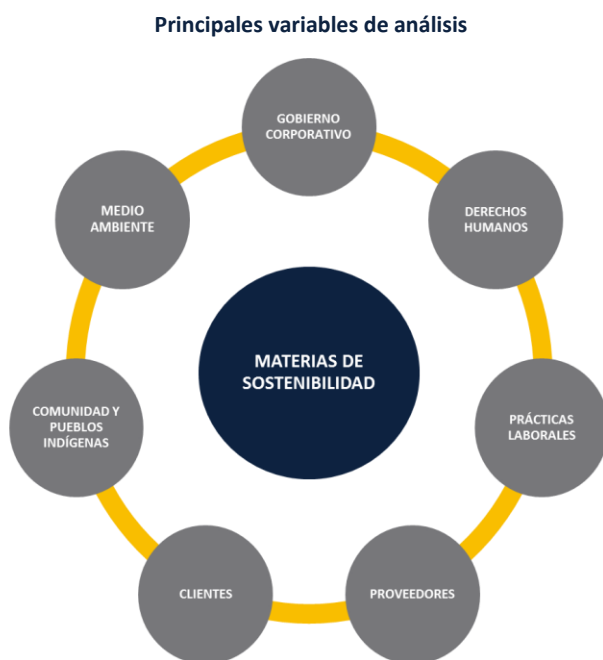 Principales variables de análisis
GOBIERNO
CORPORATIVO
DERECHOS
HUMANOS
PRÁCTICAS
LABORALES
PROVEEDORES
CLIENTES
COMUNIDAD Y
PUEBLOS
INDÍGENAS
MEDIO
AMBIENTE
MATERIAS DE
SOSTENIBILIDAD